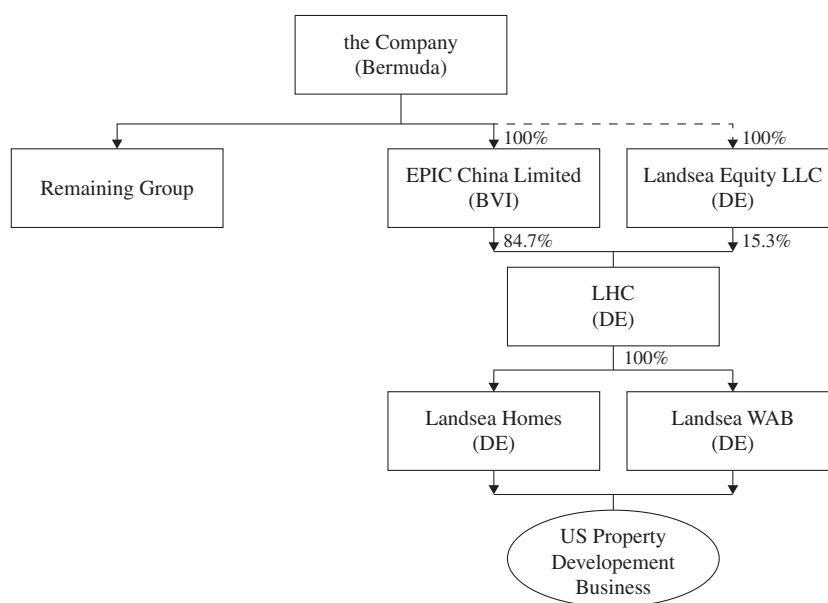 the Company
(Bermuda)
100%
100%
Remaining Group
EPIC China Limited
(BVI)
Landsea Equity LLC
(DE)
84.7%
15.3%
LHC
(DE)
100%
Landsea Homes
(DE)
Landsea WAB
(DE)
US Property
Developement
Business